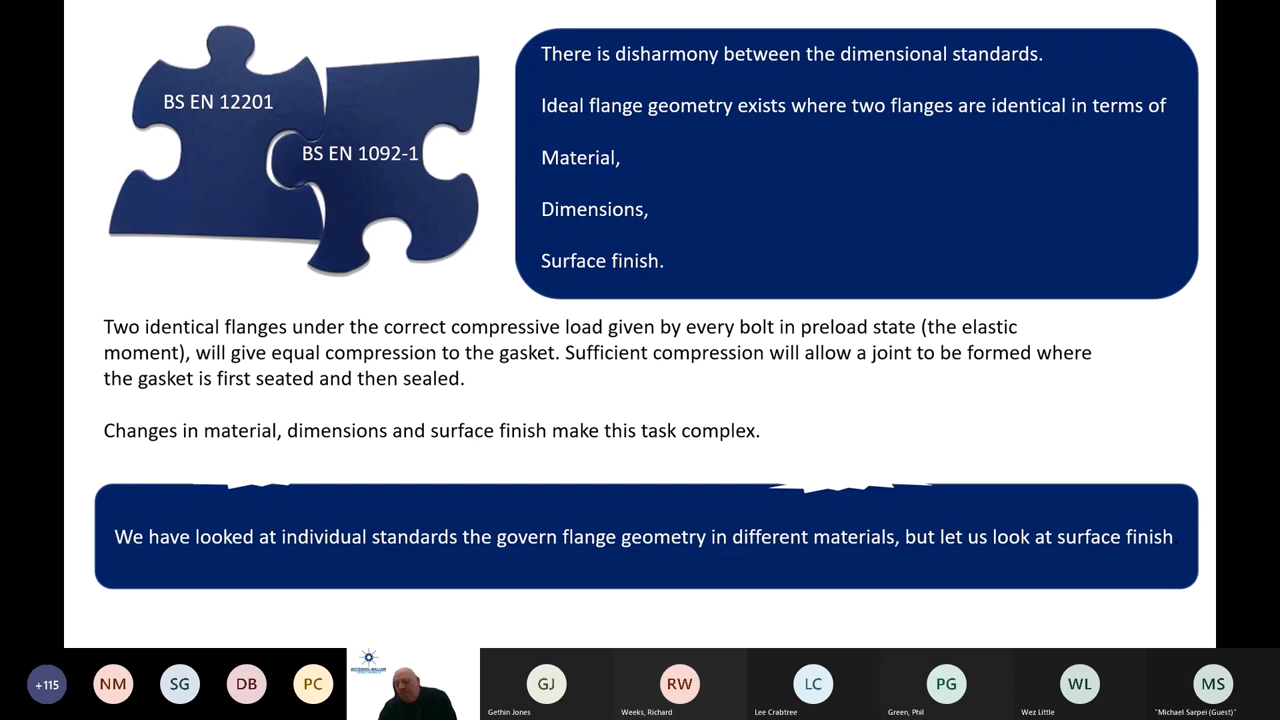 BS EN 12201
BS EN 1092-1
There is disharmony between the dimensional standards.
Ideal flange geometry exists where two flanges are identical in terms of
Material,
Dimensions,
Surface finish.
Two identical flanges under the correct compressive load given by every bolt in preload state (the elastic
moment), will give equal compression to the gasket. Sufficient compression will allow a joint to be formed where
the gasket is first seated and then sealed.
Changes in material, dimensions and surface finish make this task complex.
We have looked at individual standards the govern flange geometry in different materials, but let us look at surface finish.
+115
NM
SG
DB
PC
GJ
RW
LC
PG
WL
MS
Gethin Jones
Weeks, Richard
Lee Crabtree
Green, Phil
Wez Little
"Michael Sarpei (Guest)"